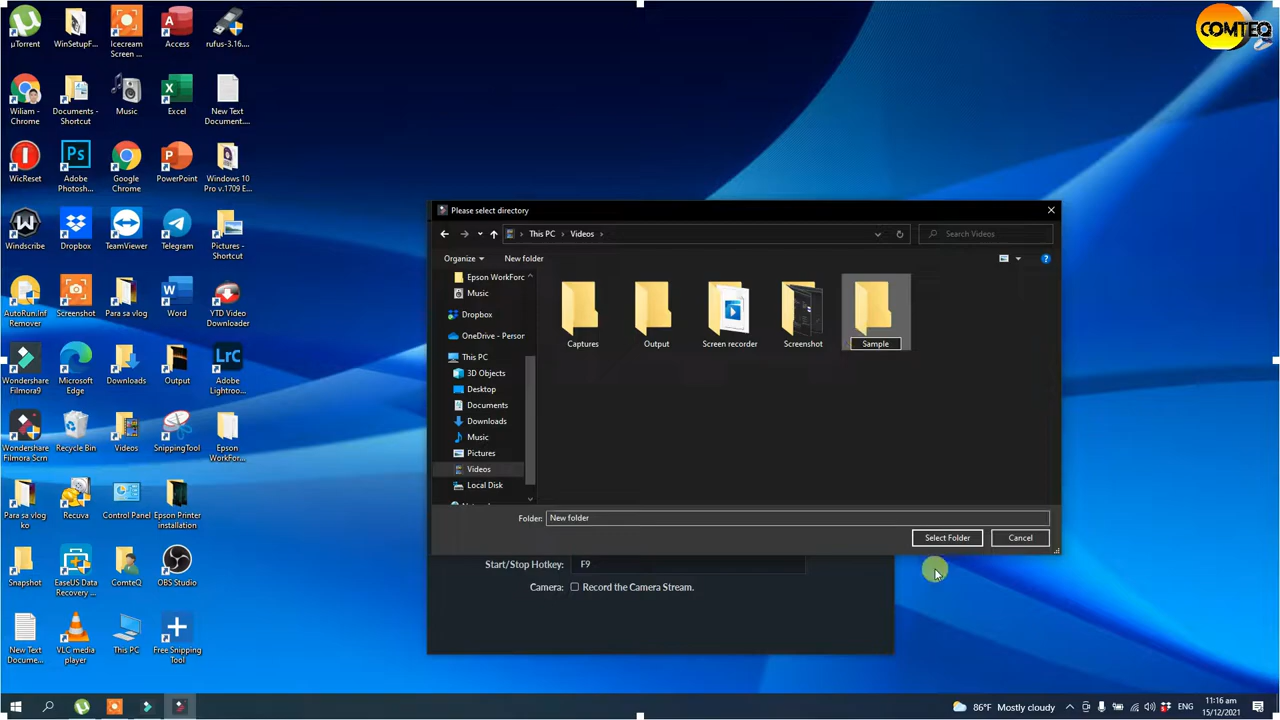 COMTEQ
µTorrent
WinSetupF...
Icecream
Screen ...
Access
rufus-3.16....
Wiliam -
Chrome
Documents -
Shortcut
Music
Excel
New Text
Document....
WicReset
Adobe
Photosh...
Google
Chrome
PowerPoint
Windows 10
Pro v.1709 E...
Windscribe
Dropbox
TeamViewer
Telegram
Pictures -
Shortcut
AutoRun.Inf
Remover
Screenshot
Para sa vlog
Word
YTD Video
Downloader
Wondershare
Filmora9
Microsoft
Edge
Downloads
Output
Adobe
Lightroo...
Wondershare
Filmora Scrn
Recycle Bin
Videos
SnippingTool
Epson
WorkFor...
Para sa vlog
ko
Recuva
Control Panel
Epson Printer
installation
Snapshot
EaseUS Data
Recovery ...
ComteQ
OBS Studio
New Text
Docume...
VLC media
player
This PC
Free Snipping
Tool
Please select directory
This PC
Videos
Search Videos
Organize
New folder
Epson WorkForc
Music
Dropbox
OneDrive - Person
This PC
3D Objects
Desktop
Documents
Downloads
Music
Pictures
Videos
Local Disk
Captures
Output
Screen recorder
Screenshot
Sample
Folder:
New folder
Select Folder
Cancel
Start/Stop Hotkey:
F9
Camera:
Record the Camera Stream.
86°F Mostly cloudy
ENG
11:16 am
15/12/2021